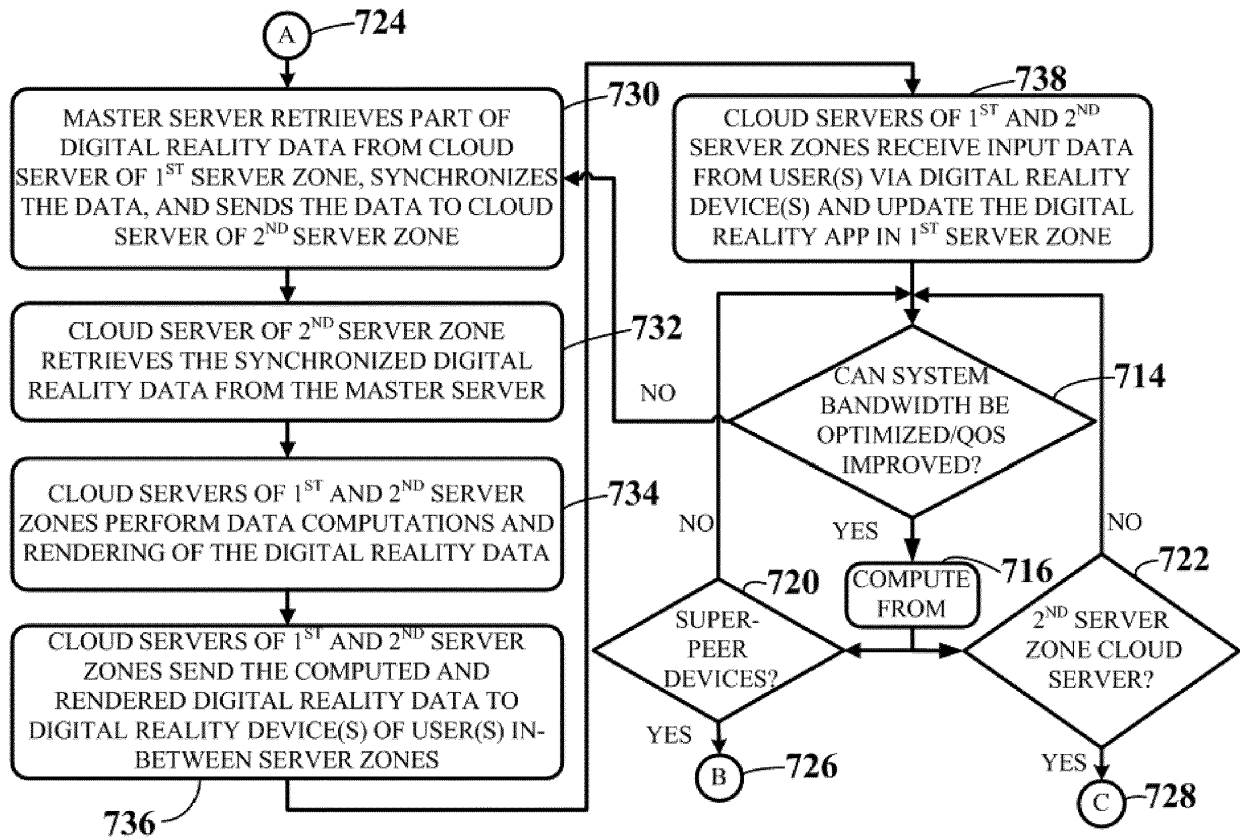 A
724
730
MASTER SERVER RETRIEVES PART OF
DIGITAL REALITY DATA FROM CLOUD
SERVER OF 1ST SERVER ZONE, SYNCHRONIZES
THE DATA, AND SENDS THE DATA TO CLOUD
SERVER OF 2ND SERVER ZONE
732
CLOUD SERVER OF 2ND SERVER ZONE
RETRIEVES THE SYNCHRONIZED DIGITAL
REALITY DATA FROM THE MASTER SERVER
734
CLOUD SERVERS OF 1ST AND 2ND SERVER
ZONES PERFORM DATA COMPUTATIONS AND
RENDERING OF THE DIGITAL REALITY DATA
CLOUD SERVERS OF 1ST AND 2ND SERVER
ZONES SEND THE COMPUTED AND
RENDERED DIGITAL REALITY DATA TO
DIGITAL REALITY DEVICE(S) OF USER(S) IN-
BETWEEN SERVER ZONES
736
738
CLOUD SERVERS OF 1ST AND 2ND
SERVER ZONES RECEIVE INPUT DATA
FROM USER(S) VIA DIGITAL REALITY
DEVICE(S) AND UPDATE THE DIGITAL
REALITY APP IN 1ST SERVER ZONE
714
CAN SYSTEM
BANDWIDTH BE
OPTIMIZED/QOS
IMPROVED?
NO
YES
716
COMPUTE
FROM
NO
720
SUPER-
PEER
DEVICES?
YES
B
726
NO
722
2ND SERVER
ZONE CLOUD
SERVER?
YES
C
728